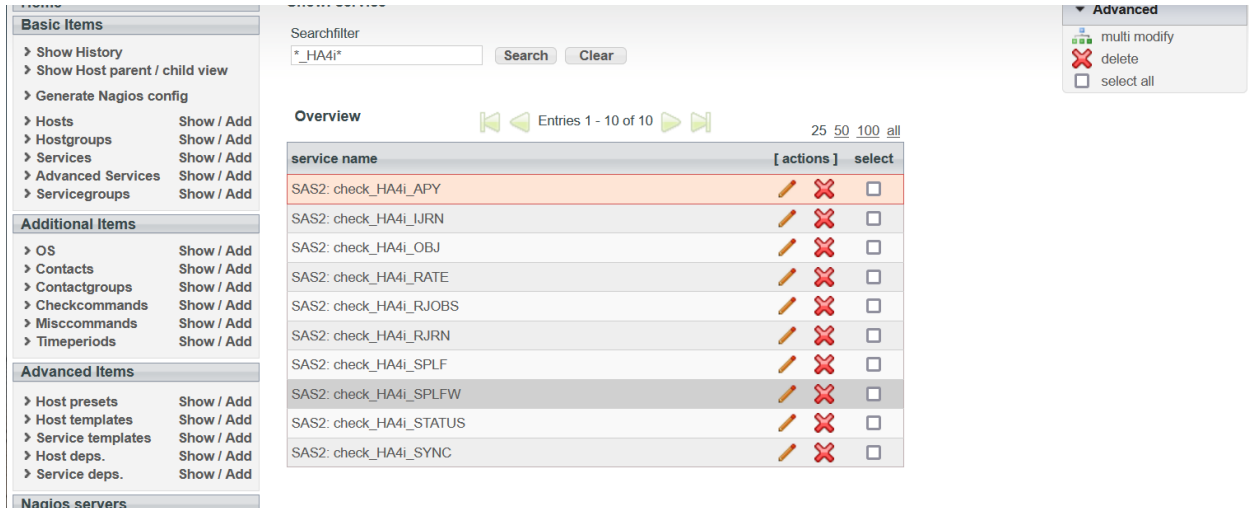 Home
Basic Items
Show History
Show Host parent / child view
Generate Nagios config
Hosts Show / Add
Hostgroups Show / Add
Services Show / Add
Advanced Services Show / Add
Servicegroups Show / Add
Additional Items
OS Show / Add
Contacts Show / Add
Contactgroups Show / Add
Checkcommands Show / Add
Misccommands Show / Add
Timeperiods Show / Add
Advanced Items
Host presets Show / Add
Host templates Show / Add
Service templates Show / Add
Host deps. Show / Add
Service deps. Show / Add
Nagios servers
Searchfilter
*_HA4i*
Search Clear
Overview
Entries 1 - 10 of 10
25 50 100 all
service name [ actions ] select
SAS2: check_HA4i_APY
SAS2: check_HA4i_IJRN
SAS2: check_HA4i_OBJ
SAS2: check_HA4i_RATE
SAS2: check_HA4i_RJOBS
SAS2: check_HA4i_RJRN
SAS2: check_HA4i_SPLF
SAS2: check_HA4i_SPLFW
SAS2: check_HA4i_STATUS
SAS2: check_HA4i_SYNC
Advanced
multi modify
delete
select all